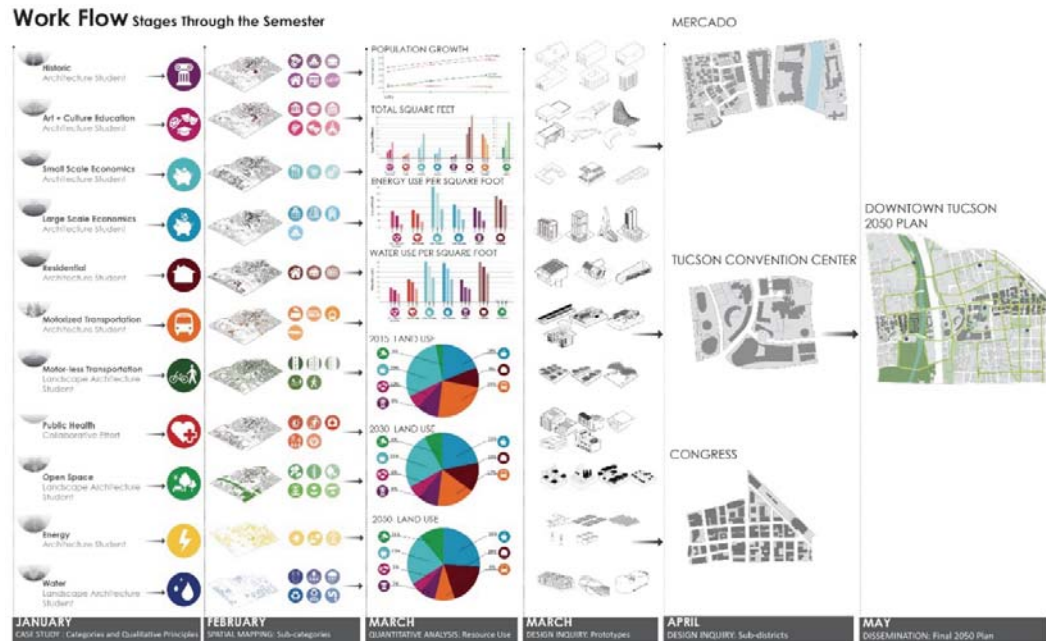 Work Flow Stages Through the Semester
Historic
Architecture Student
Art + Culture Education
Architecture Student
Small Scale Economics
Architecture Student
Large Scale Economics
Architecture Student
Residential
Architecture Student
Motorized Transportation
Architecture Student
Motor-less Transportation
Landscape Architecture
Student
Public Health
Collaborative Effort
Open Space
Landscape Architecture
Student
Energy
Architecture Student
Water
Landscape Architecture
Student
POPULATION GROWTH
TOTAL SQUARE FEET
ENERGY USE PER SQUARE FOOT
WATER USE PER SQUARE FOOT
2015 LAND USE
2030 LAND USE
2050 LAND USE
MERCADO
TUCSON CONVENTION CENTER
CONGRESS
DOWNTOWN TUCSON
2050 PLAN
JANUARY
CASE STUDY : Categories and Qualitative Principles
FEBRUARY
SPATIAL MAPPING: Sub-categories
MARCH
QUANTITATIVE ANALYSIS: Resource Use
MARCH
DESIGN INQUIRY: Prototypes
APRIL
DESIGN INQUIRY: Sub-districts
MAY
DISSEMINATION: Final 2050 Plan